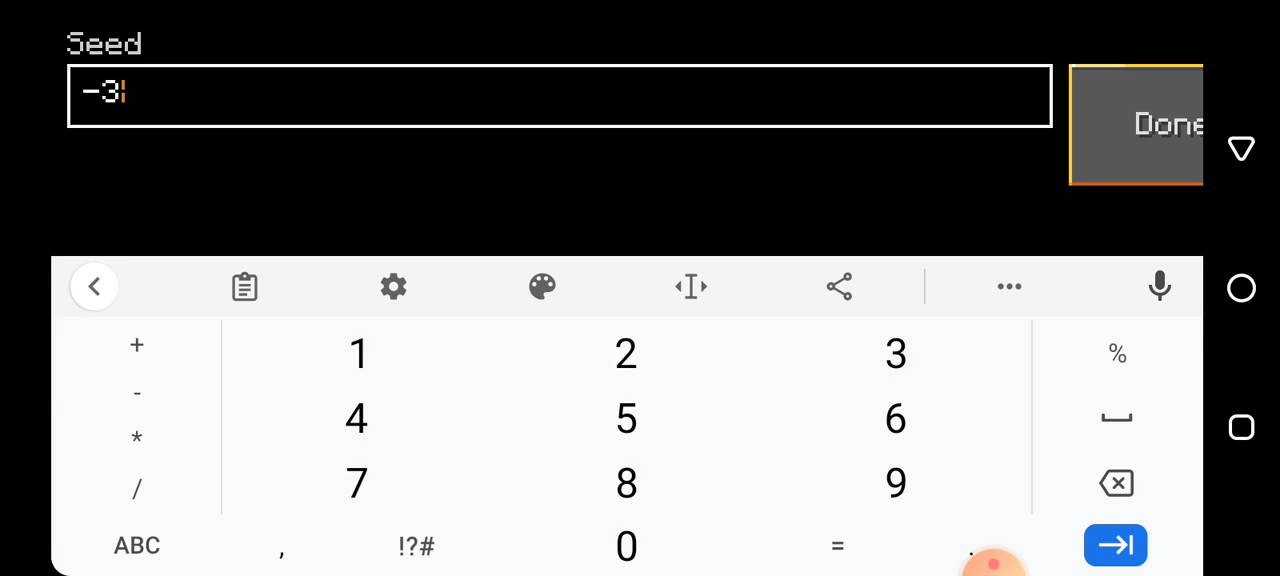 Seed
-3
Done
+ 1 2 3 %
- 4 5 6
*
/ 7 8 9
ABC , !?# 0 = .